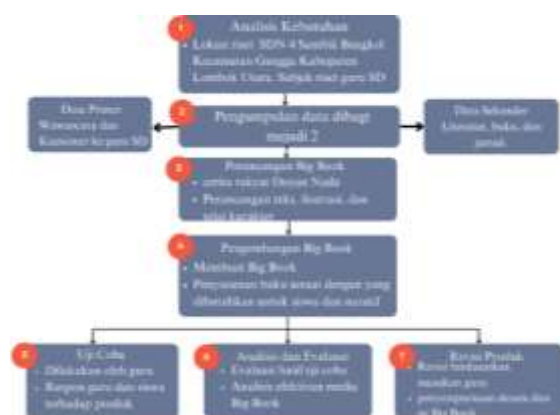 1
Analisis Kebutuhan
• Lokasi riset SDN 4 Sambik Bangkol
Kecamatan Gangga Kabupaten
Lombok Utara. Subjek riset guru SD
2
Pengumpulan data dibagi
menjadi 2
Data Primer
Wawancara dan
Kuesioner ke guru SD
Data Sekunder
Literatur, buku, dan
jurnal.
3
Perancangan Big Book
• cerita rakyat Dewan Nada
• Perancangan teks, ilustrasi, dan
nilai karakter
4
Pengembangan Big Book
• Membuat Big Book
• Penyusunan buku sesuai dengan yang
dibutuhkan untuk siswa dan
5
Uji Coba
• Dilakukan oleh guru
• Respon guru dan siswa
terhadap produk
6
Analisis dan Evaluasi
• Evaluasi hasil uji coba
• Analisis efektivitas media
Big Book
7
Revisi Produk
• Revisi berdasarkan
masukan guru
• penyempurnaan desain dan
isi Big Book